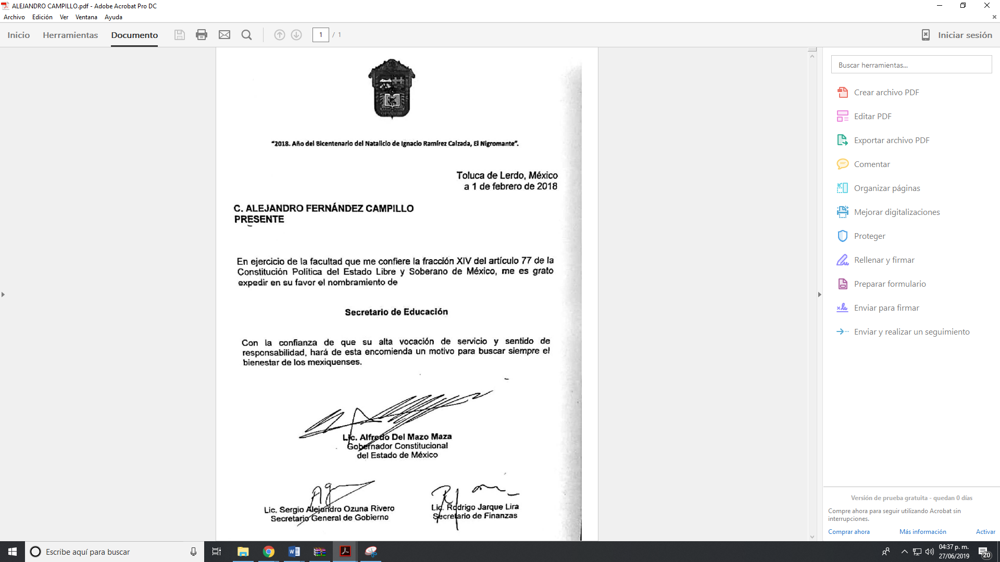 ALEJANDRO CAMPILLO.pdf - Adobe Acrobat Pro DC
Archivo Edición Ver Ventana Ayuda
Inicio Herramientas Documento 1 / 1 Iniciar sesión
"2018. Año del Bicentenario del Natalicio de Ignacio Ramírez Calzada, El Nigromante".
Toluca de Lerdo, México
a 1 de febrero de 2018
C. ALEJANDRO FERNÁNDEZ CAMPILLO
PRESENTE
En ejercicio de la facultad que me confiere la fracción XIV del artículo 77 de la
Constitución Política del Estado Libre y Soberano de México, me es grato
expedir en su favor el nombramiento de
Secretario de Educación
Con la confianza de que su alta vocación de servicio y sentido de
responsabilidad, hará de esta encomienda un motivo para buscar siempre el
bienestar de los mexiquenses.
Lic. Alfredo Del Mazo Maza
Gobernador Constitucional
del Estado de México
Lic. Sergio Alejandro Ozuna Rivero
Secretario General de Gobierno
Lic. Rodrigo Jarque Lira
Secretario de Finanzas
Buscar herramientas...
Crear archivo PDF
Editar PDF
Exportar archivo PDF
Comentar
Organizar páginas
Mejorar digitalizaciones
Proteger
Rellenar y firmar
Preparar formulario
Enviar para firmar
Enviar y realizar un seguimiento
Versión de prueba gratuita - quedan 0 días
Compre ahora para seguir utilizando Acrobat sin
interrupciones.
Comprar ahora Más información Activar
Escribe aquí para buscar
04:37 p. m.
27/06/2019
20